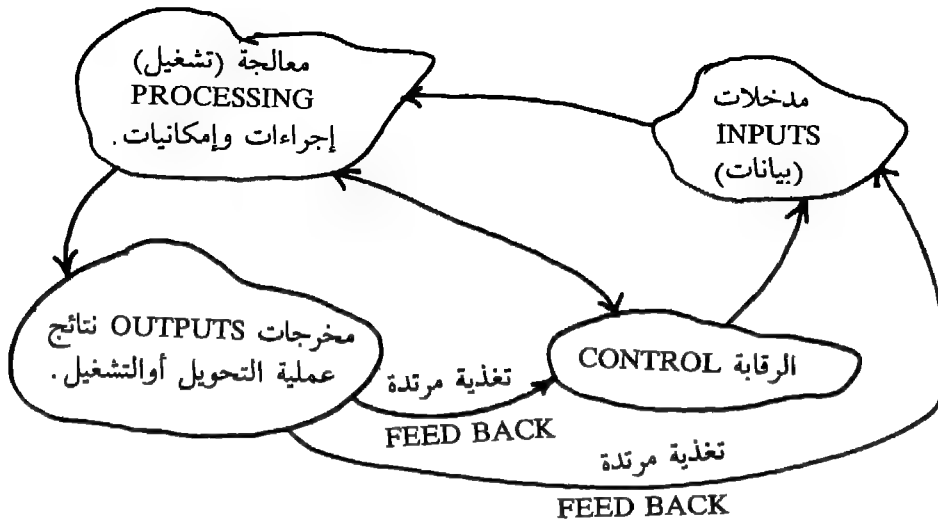 معالجة (تشغيل)
PROCESSING
إجراءات وإمكانيات.
مدخلات
INPUTS
(بيانات)
مخرجات OUTPUTS نتائج
عملية التحويل أوالتشغيل.
الرقابة CONTROL
تغذية مرتدة
FEED BACK
تغذية مرتدة
FEED BACK